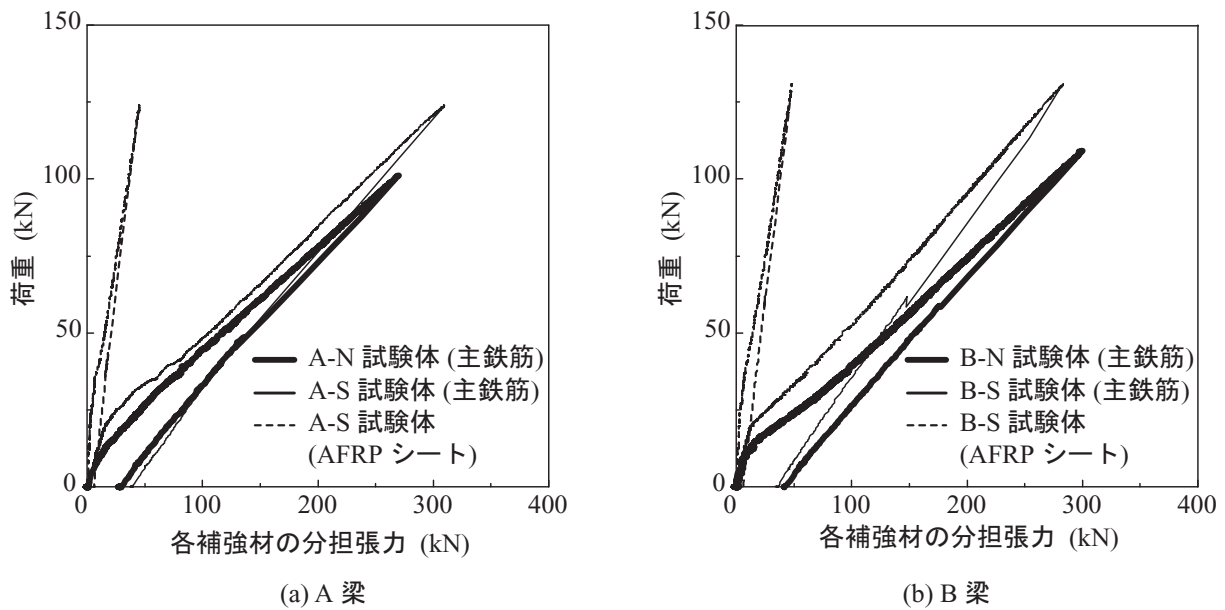 150
100
50
0
荷重 (kN)
0
100
200
300
400
各補強材の分担張力 (kN)
A-N 試験体 (主鉄筋)
A-S 試験体 (主鉄筋)
A-S 試験体
(AFRP シート)
(a) A 梁
150
100
50
0
荷重 (kN)
0
100
200
300
400
各補強材の分担張力 (kN)
B-N 試験体 (主鉄筋)
B-S 試験体 (主鉄筋)
B-S 試験体
(AFRP シート)
(b) B 梁